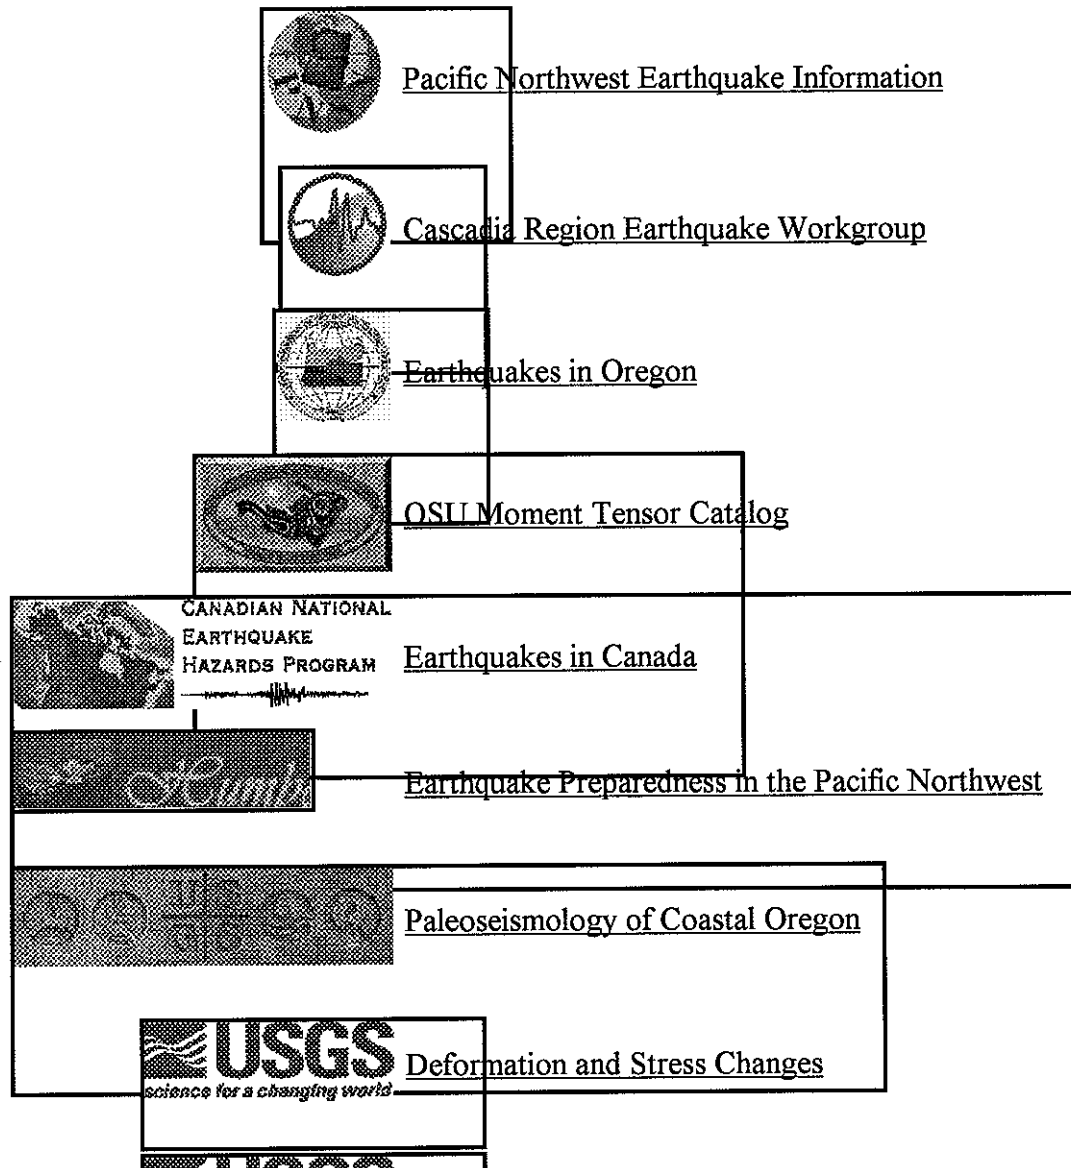 Pacific Northwest Earthquake Information
Cascadia Region Earthquake Workgroup
Earthquakes in Oregon
OSU Moment Tensor Catalog
CANADIAN NATIONAL
EARTHQUAKE
HAZARDS PROGRAM
Earthquakes in Canada
Earthquake Preparedness in the Pacific Northwest
Paleoseismology of Coastal Oregon
USGS
science for a changing world
Deformation and Stress Changes